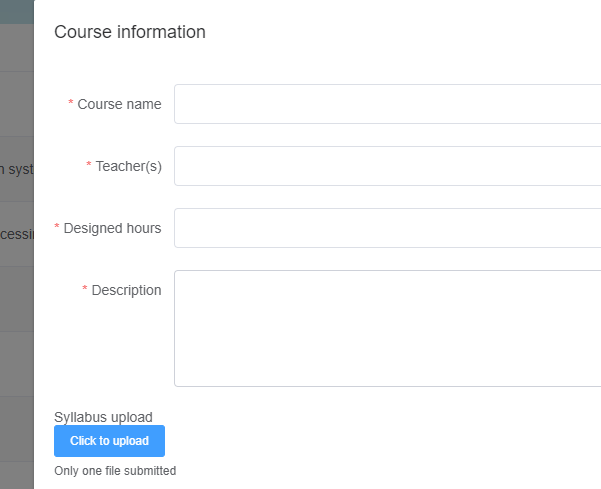 Course information
* Course name
* Teacher(s)
n syst
* Designed hours
cessin
* Description
Syllabus upload
Click to upload
Only one file submitted